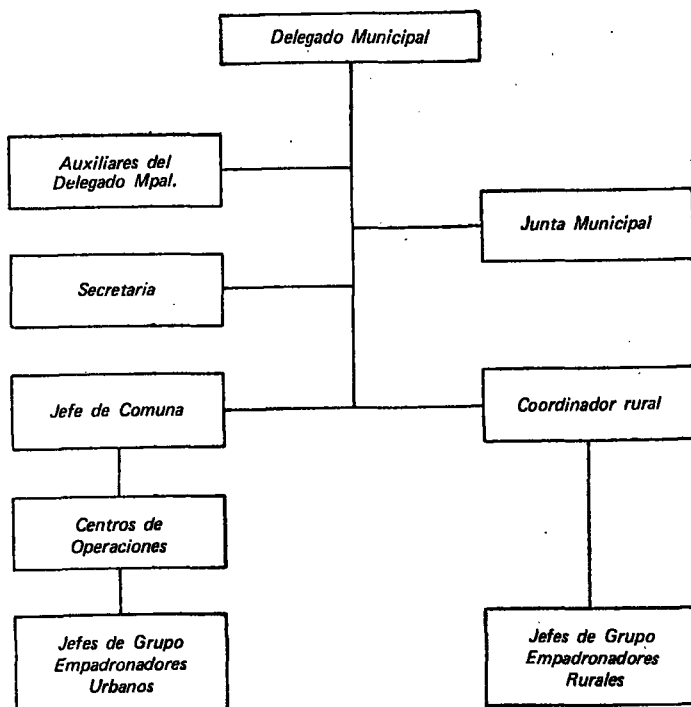 Delegado Municipal
Auxiliares del
Delegado Mpal.
Junta Municipal
Secretaria
Jefe de Comuna
Coordinador rural
Centros de
Operaciones
Jefes de Grupo
Empadronadores
Urbanos
Jefes de Grupo
Empadronadores
Rurales